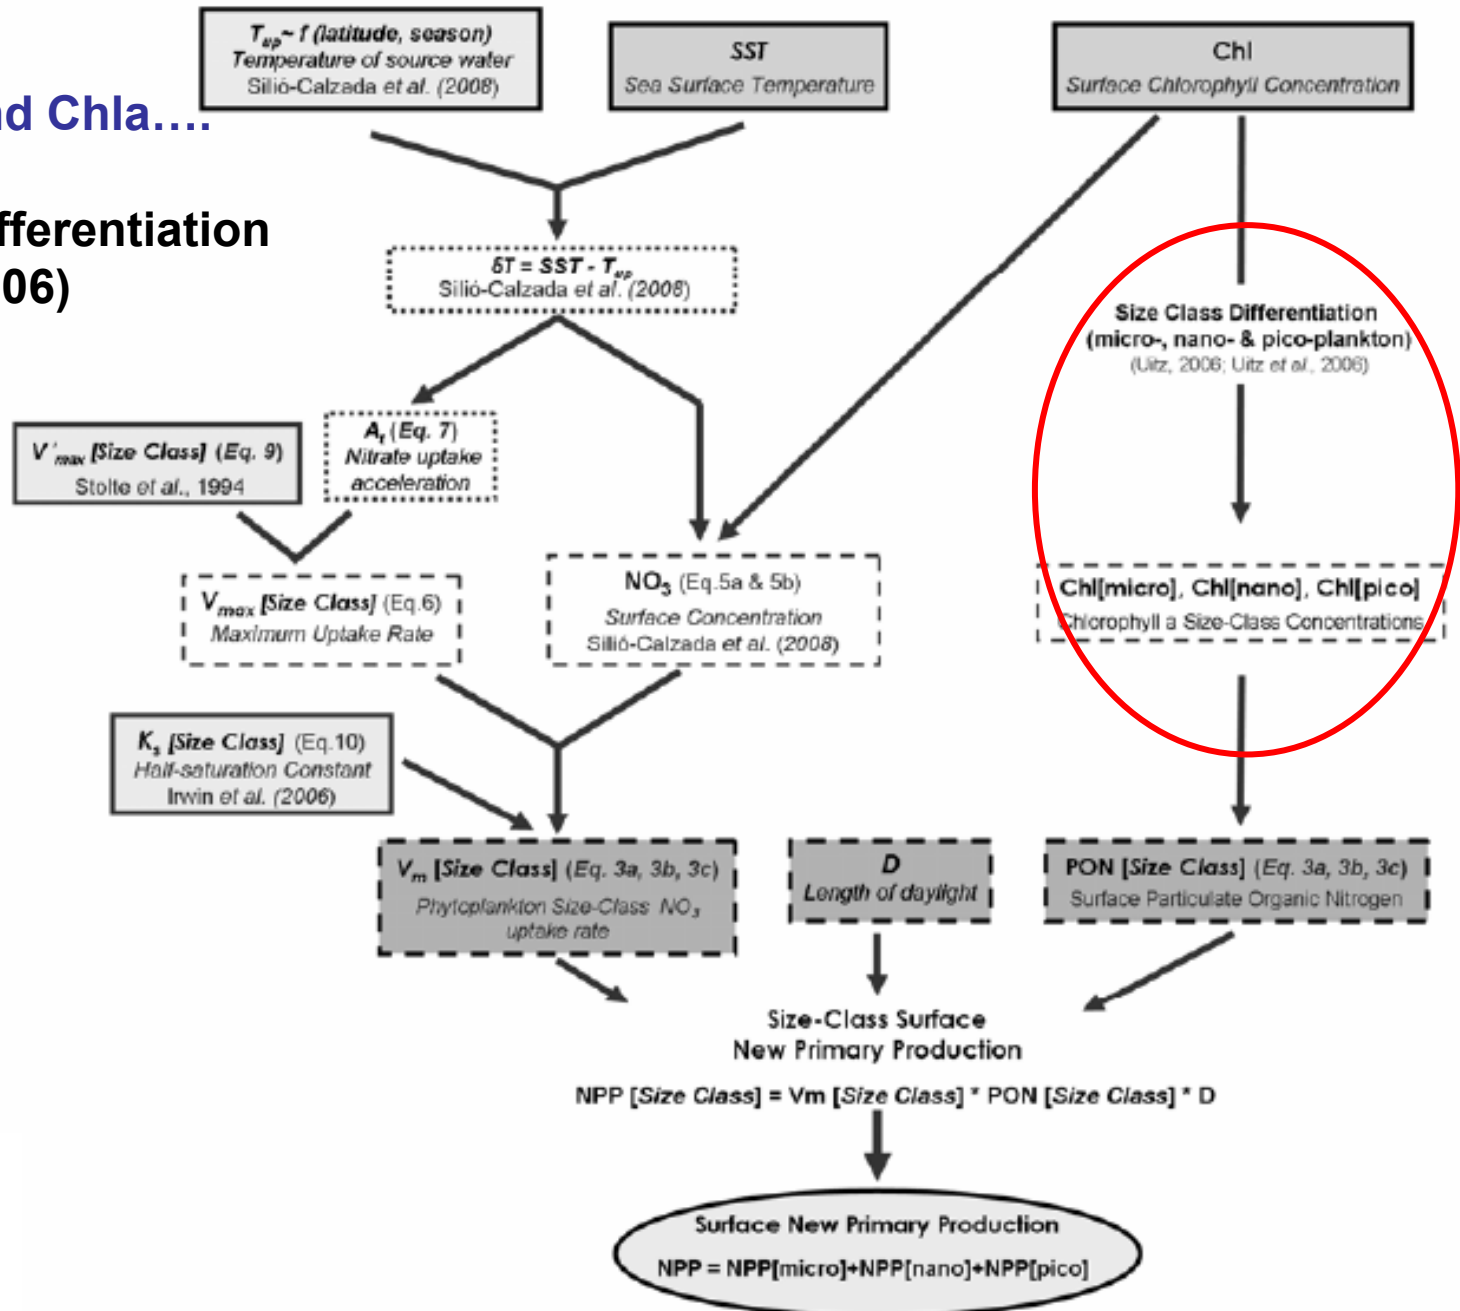 T_up ~ f (latitude, season)
Temperature of source water
Silió-Calzada et al. (2008)
SST
Sea Surface Temperature
Chl
Surface Chlorophyll Concentration
nd Chla....
fferentiation
06)
δT = SST - T_up
Silió-Calzada et al. (2008)
Size Class Differentiation
(micro-, nano- & pico-plankton)
(Uitz, 2006; Uitz et al., 2006)
V'max [Size Class] (Eq. 9)
Stolte et al., 1994
A_t (Eq. 7)
Nitrate uptake
acceleration
Vmax [Size Class] (Eq.6)
Maximum Uptake Rate
NO3 (Eq.5a & 5b)
Surface Concentration
Silió-Calzada et al. (2008)
Chl[micro], Chl[nano], Chl[pico]
Chlorophyll a Size-Class Concentrations
Ks [Size Class] (Eq.10)
Half-saturation Constant
Irwin et al. (2006)
Vm [Size Class] (Eq. 3a, 3b, 3c)
Phytoplankton Size-Class NO3
uptake rate
D
Length of daylight
PON [Size Class] (Eq. 3a, 3b, 3c)
Surface Particulate Organic Nitrogen
Size-Class Surface
New Primary Production
NPP [Size Class] = Vm [Size Class] * PON [Size Class] * D
Surface New Primary Production
NPP = NPP[micro]+NPP[nano]+NPP[pico]